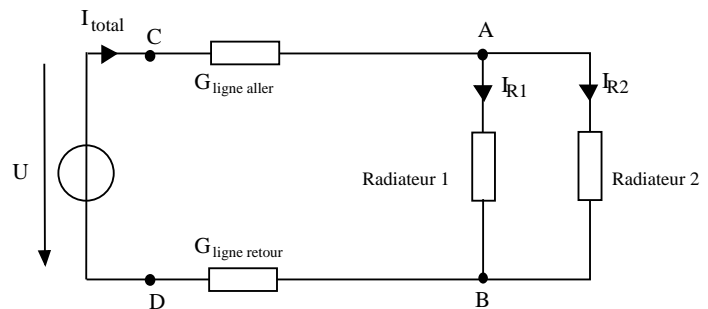 I total
C
A
G ligne aller
I R1
I R2
U
Radiateur 1
Radiateur 2
G ligne retour
D
B